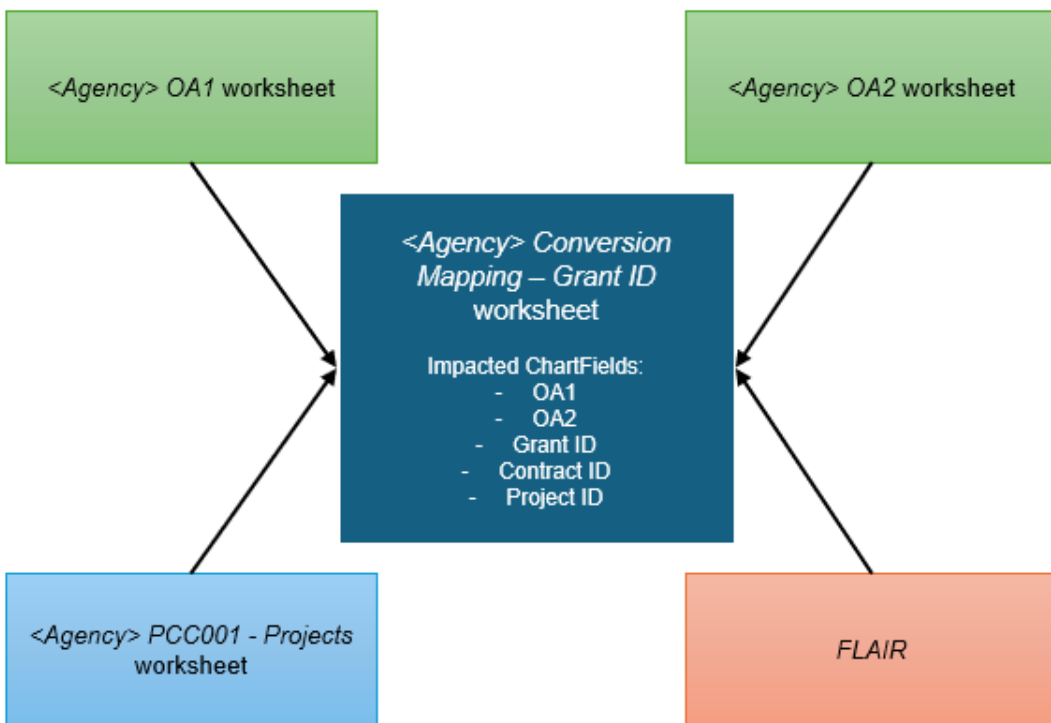 <Agency> OA1 worksheet
<Agency> OA2 worksheet
<Agency> Conversion
Mapping – Grant ID
worksheet
Impacted ChartFields:
- OA1
- OA2
- Grant ID
- Contract ID
- Project ID
<Agency> PCC001 - Projects
worksheet
FLAIR